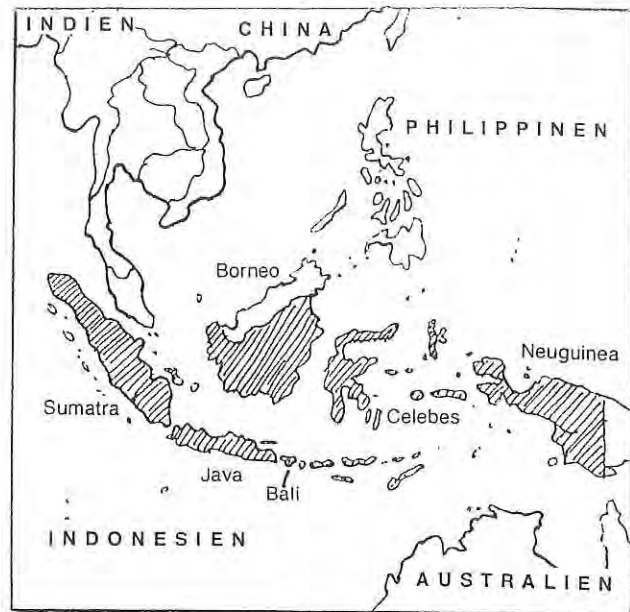 INDIEN
CHINA
PHILIPPINEN
Borneo
Neuguinea
Sumatra
Celebes
Java
Bali
INDONESIEN
AUSTRALIEN